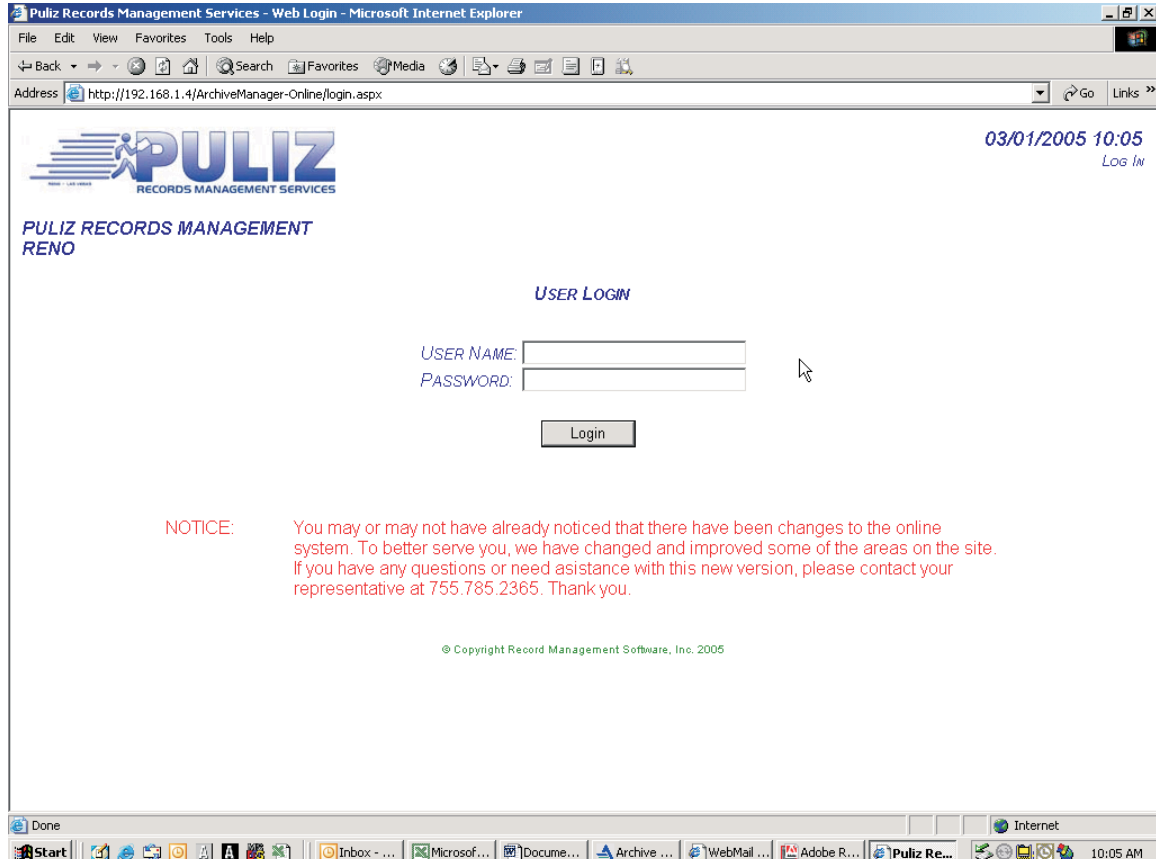 Puliz Records Management Services - Web Login - Microsoft Internet Explorer
File Edit View Favorites Tools Help
Back Search Favorites Media
Address http://192.168.1.4/ArchiveManager-Online/login.aspx Go Links »
PULIZ
RECORDS MANAGEMENT SERVICES
RENO - LAS VEGAS
03/01/2005 10:05
LOG IN
PULIZ RECORDS MANAGEMENT
RENO
USER LOGIN
USER NAME:
PASSWORD:
Login
NOTICE: You may or may not have already noticed that there have been changes to the online
system. To better serve you, we have changed and improved some of the areas on the site.
If you have any questions or need asistance with this new version, please contact your
representative at 755.785.2365. Thank you.
© Copyright Record Management Software, Inc. 2005
Done Internet
Start Inbox - ... Microsof... Docume... Archive ... WebMail ... Adobe R... Puliz Re... 10:05 AM